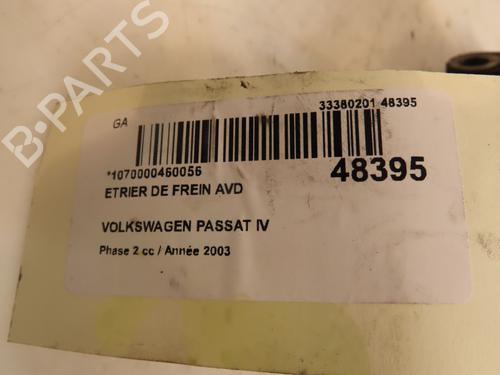 B-PARTS
GA
33380201 48395
*1070000460056
48395
ETRIER DE FREIN AVD
VOLKSWAGEN PASSAT IV
Phase 2 cc / Année 2003